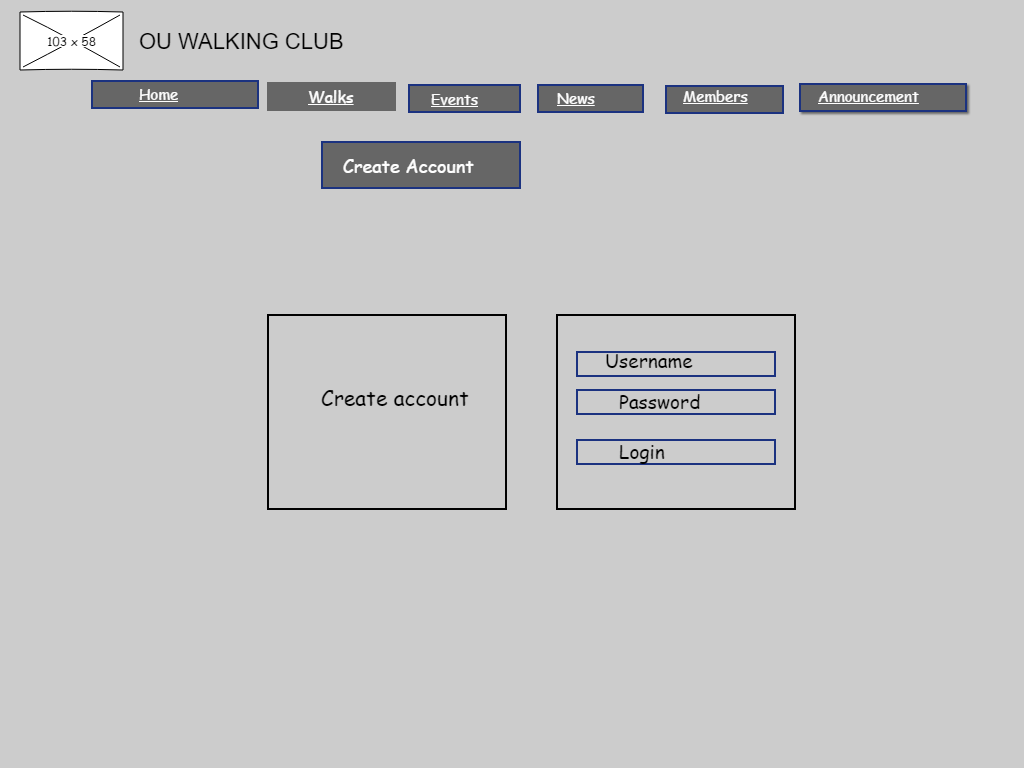 103 x 58
OU WALKING CLUB
Home
Walks
Events
News
Members
Announcement
Create Account
Create account
Username
Password
Login